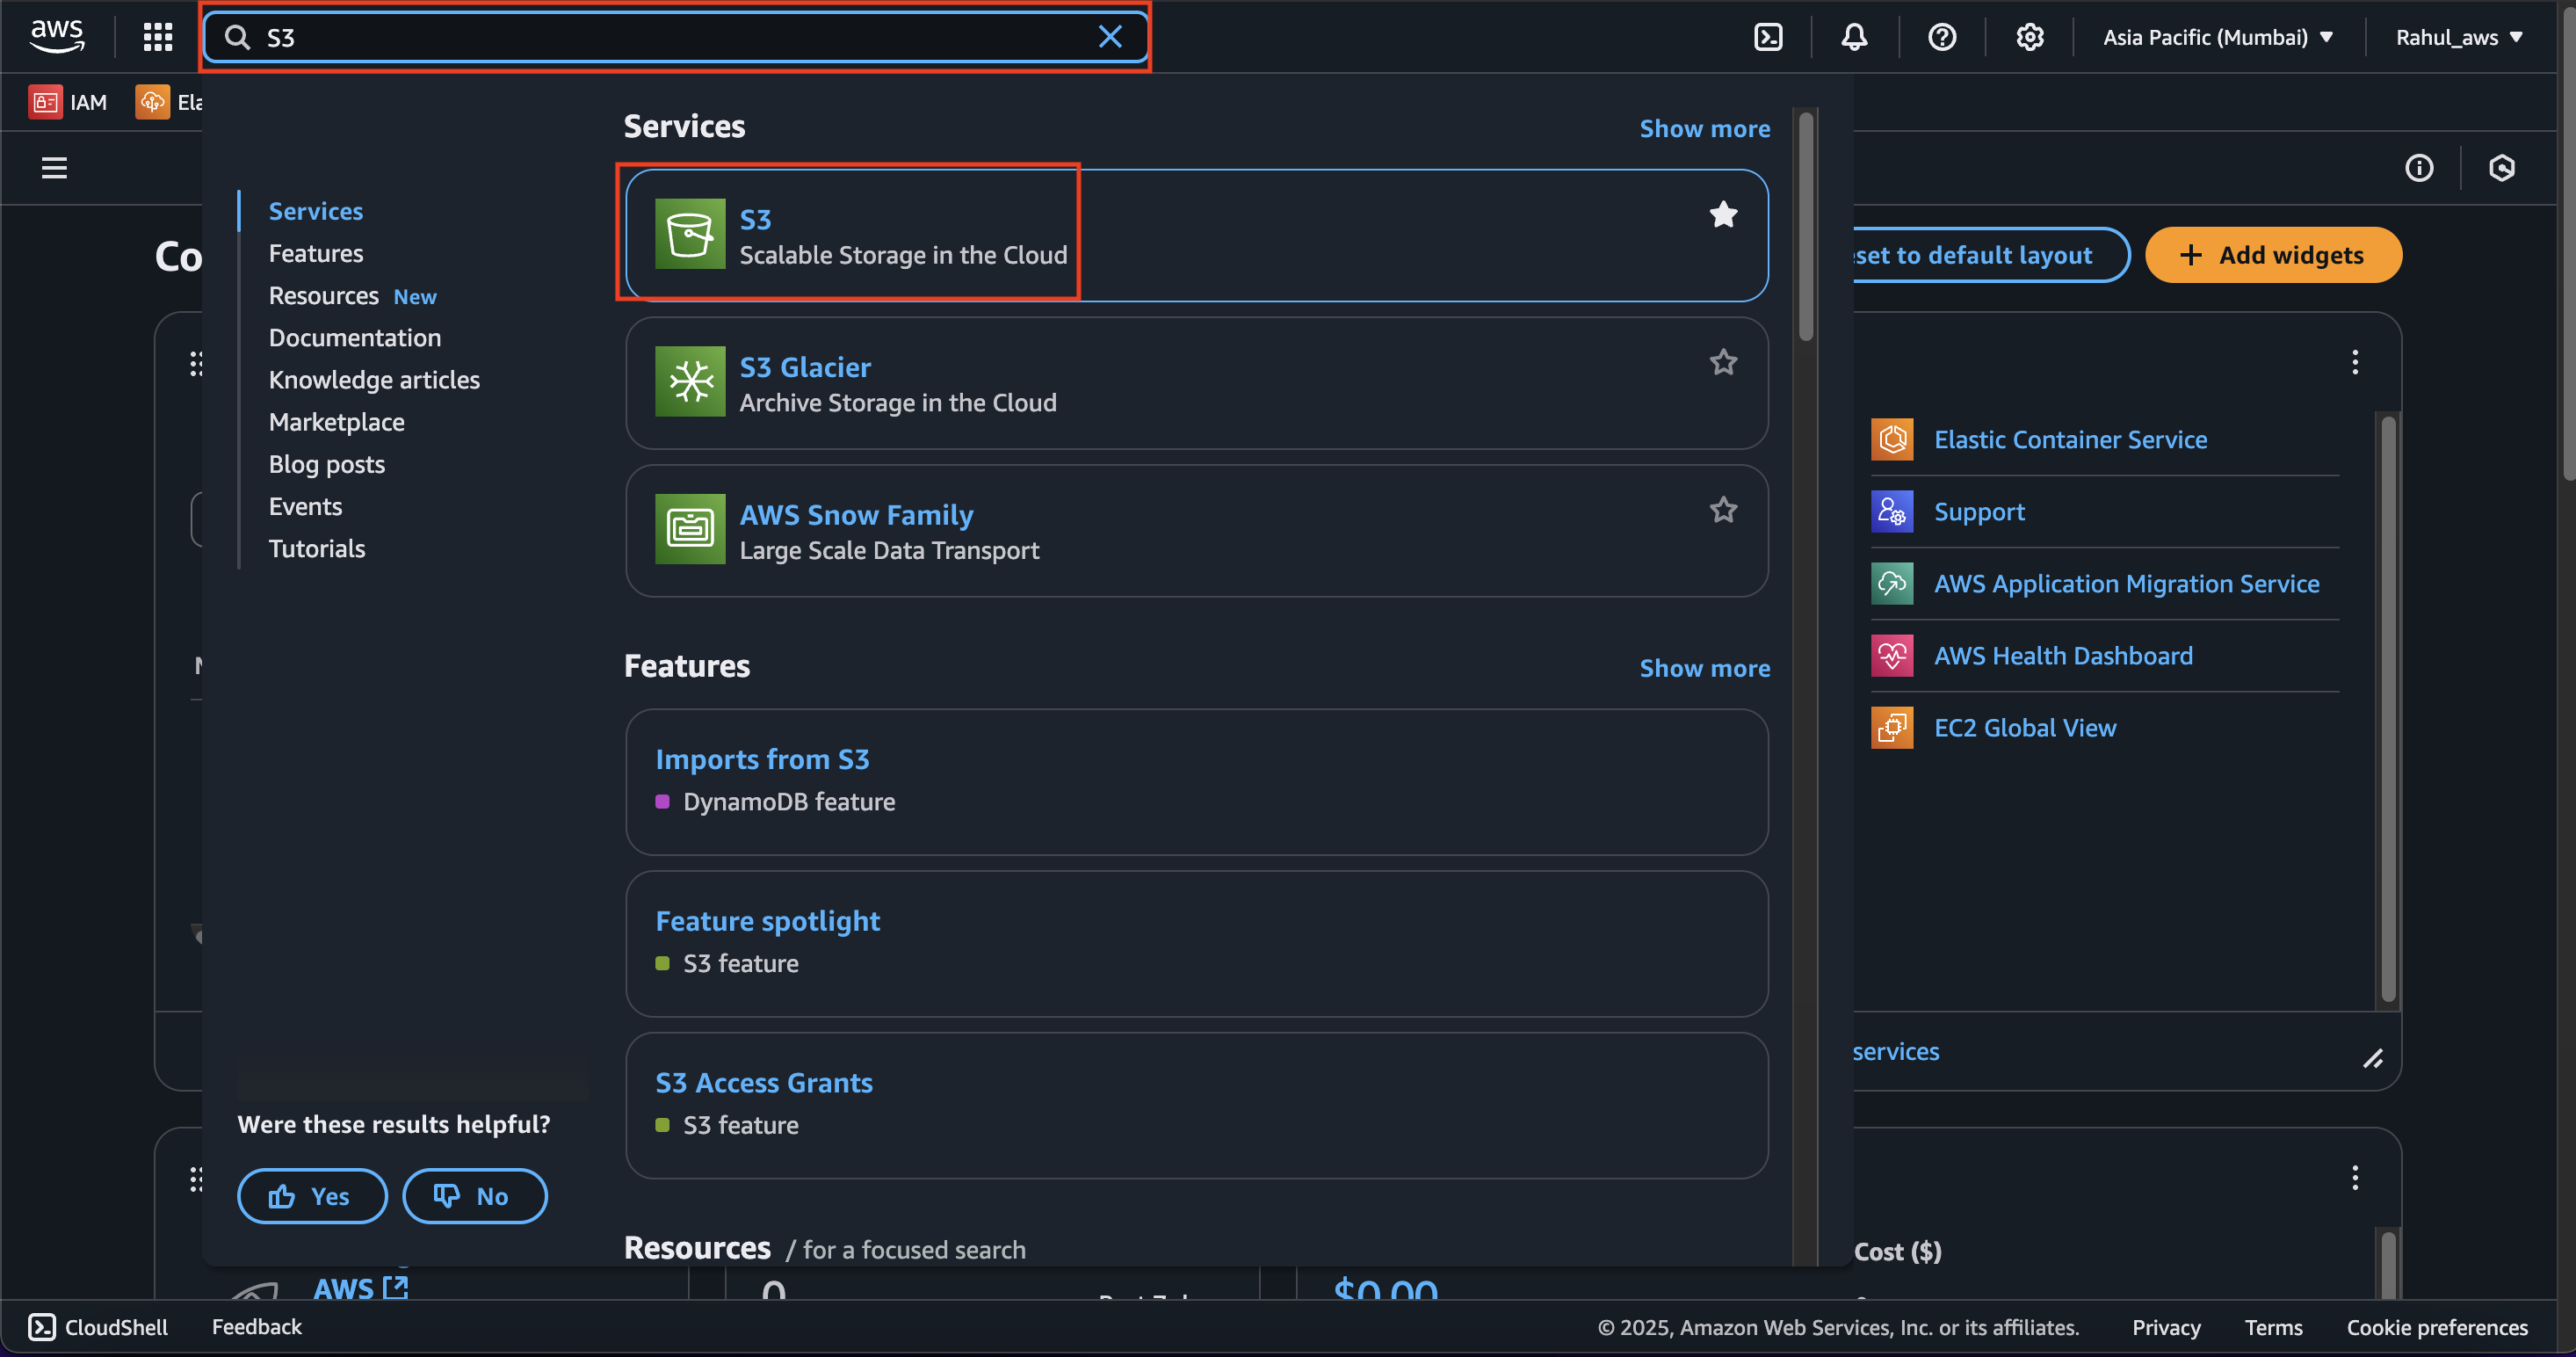 aws
S3
Asia Pacific (Mumbai)
Rahul_aws
IAM
Ela
Co
Services
Features
Resources New
Documentation
Knowledge articles
Marketplace
Blog posts
Events
Tutorials
Were these results helpful?
Yes
No
Services
Show more
S3
Scalable Storage in the Cloud
S3 Glacier
Archive Storage in the Cloud
AWS Snow Family
Large Scale Data Transport
Features
Show more
Imports from S3
DynamoDB feature
Feature spotlight
S3 feature
S3 Access Grants
S3 feature
Resources / for a focused search
set to default layout
+ Add widgets
Elastic Container Service
Support
AWS Application Migration Service
AWS Health Dashboard
EC2 Global View
services
Cost ($)
AWS
0
$0.00
CloudShell
Feedback
© 2025, Amazon Web Services, Inc. or its affiliates.
Privacy
Terms
Cookie preferences